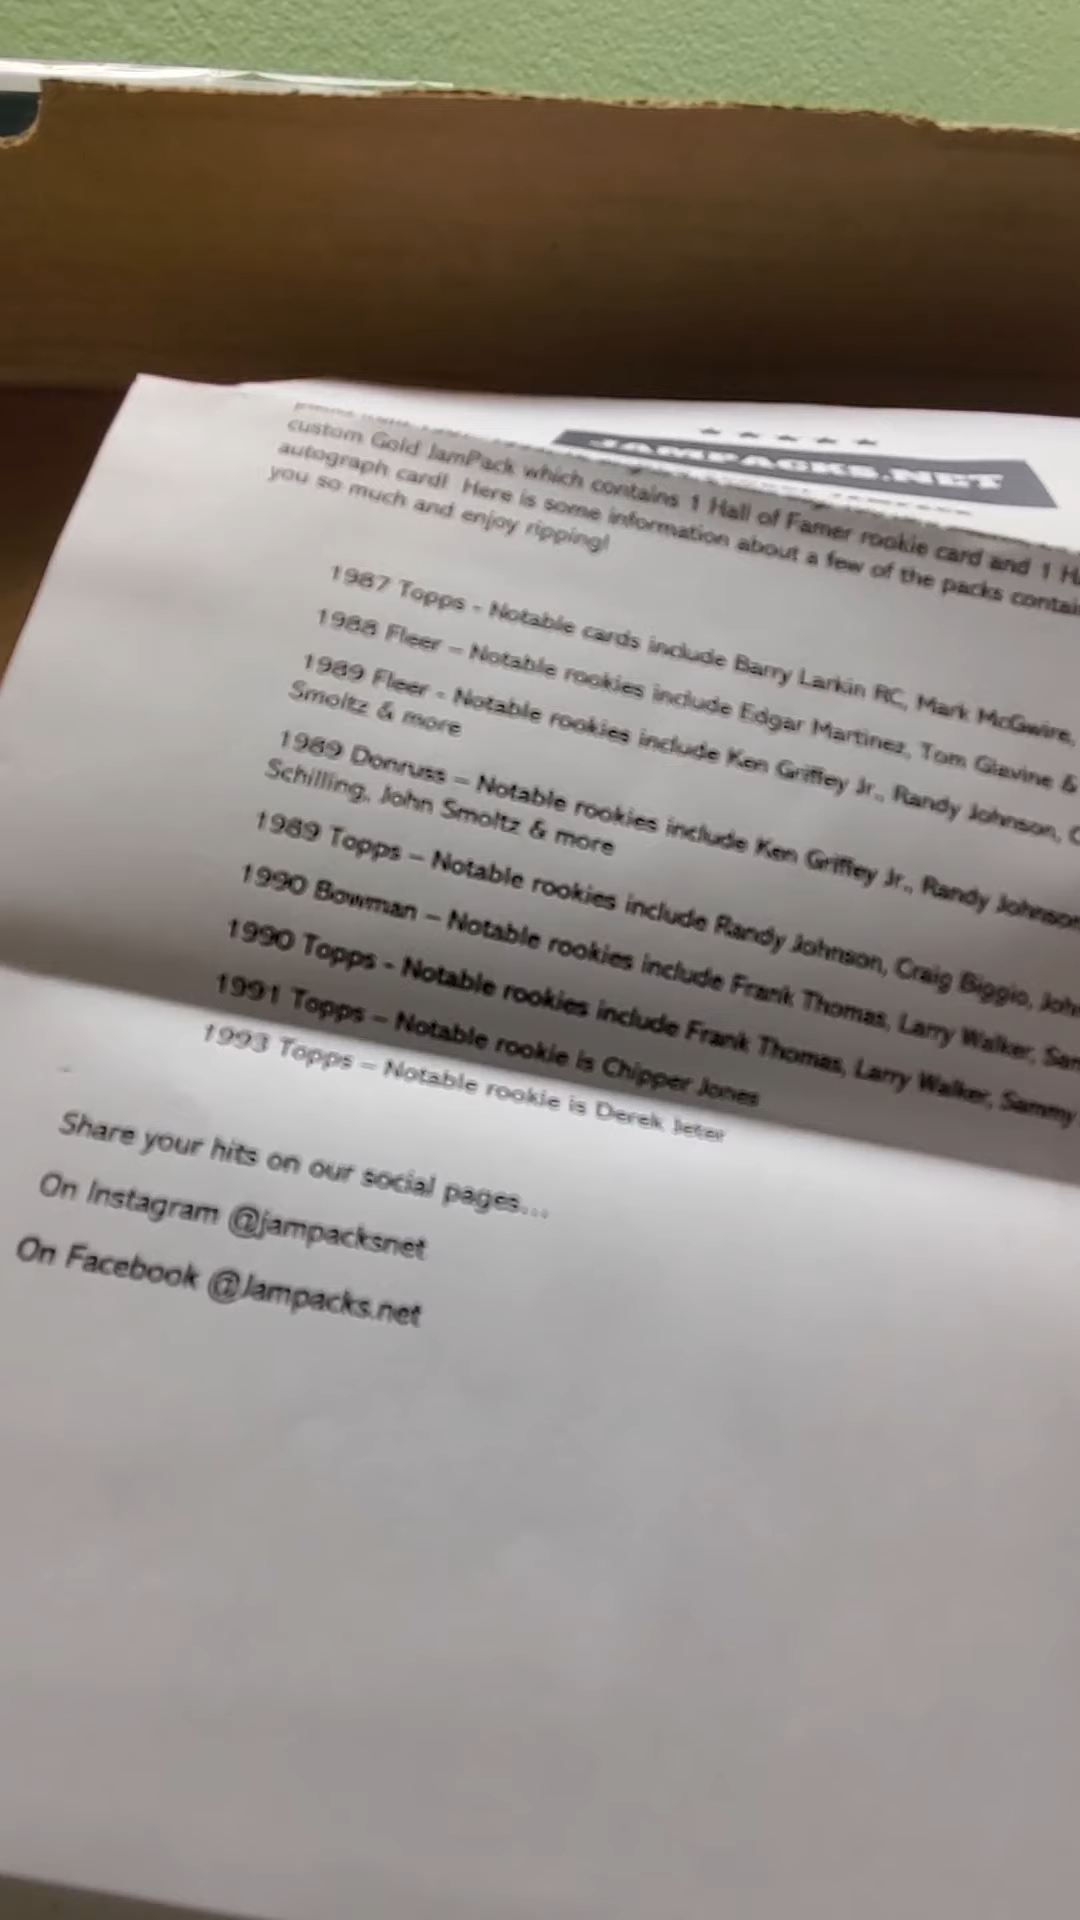 JAMPACKS.NET
custom Gold JamPack which contains 1 Hall of Famer rookie card and 1 H
autograph card! Here is some information about a few of the packs contai
you so much and enjoy ripping!
1987 Topps - Notable cards include Barry Larkin RC, Mark McGwire,
1988 Fleer – Notable rookies include Edgar Martinez, Tom Glavine &
1989 Fleer - Notable rookies include Ken Griffey Jr., Randy Johnson, C
Smoltz & more
1989 Donruss – Notable rookies include Ken Griffey Jr., Randy Johnson
Schilling, John Smoltz & more
1989 Topps – Notable rookies include Randy Johnson, Craig Biggio, John
1990 Bowman – Notable rookies include Frank Thomas, Larry Walker, Sam
1990 Topps - Notable rookies include Frank Thomas, Larry Walker, Sammy
1991 Topps – Notable rookie is Chipper Jones
1993 Topps – Notable rookie is Derek Jeter
Share your hits on our social pages...
On Instagram @jampacksnet
On Facebook @Jampacks.net